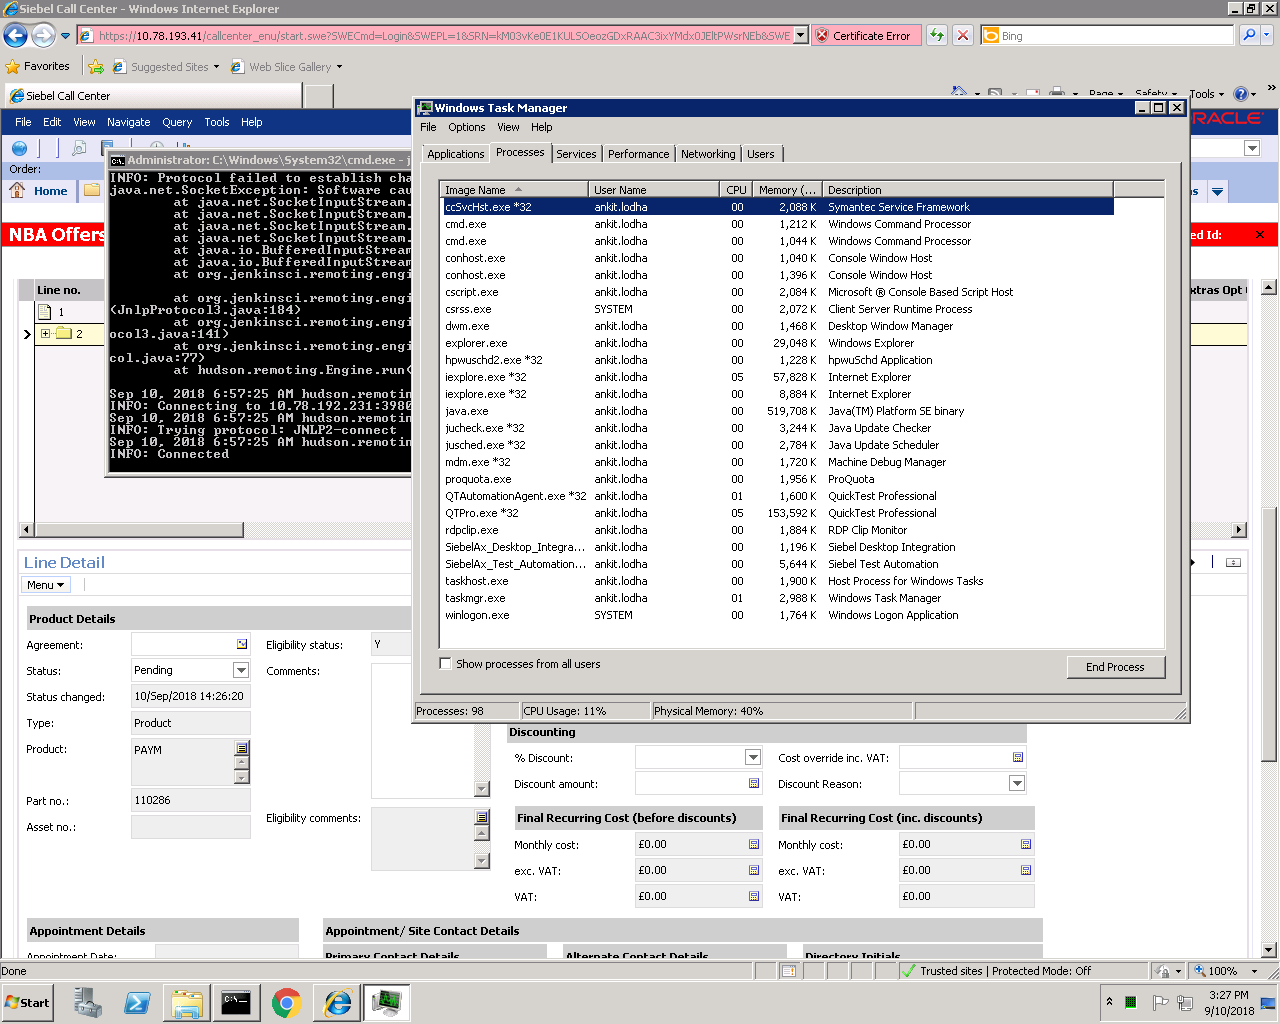 Siebel Call Center - Windows Internet Explorer
https://10.78.193.41/callcenter_enu/start.swe?SWECmd=Login&SWEPL=1&SRN=
Certificate Error
Bing
Favorites
Suggested Sites
Web Slice Gallery
Siebel Call Center
Page
Safety
Tools
File Edit View Navigate Query Tools Help
ORACLE
Order:
Home
NBA Offers
ed Id:
Line no.
xtras Opt
1
2
Administrator: C:\Windows\System32\cmd.exe - j
INFO: Protocol failed to establish cha
java.net.SocketException: Software cau
at java.net.SocketInputStream.
at java.net.SocketInputStream.
at java.net.SocketInputStream.
at java.net.SocketInputStream.
at java.io.BufferedInputStream.
at java.io.BufferedInputStream.
at org.jenkinsci.remoting.engi
at org.jenkinsci.remoting.engi
(JnlpProtocol3.java:184)
at org.jenkinsci.remoting.engi
ocol3.java:141)
at org.jenkinsci.remoting.engi
col.java:77)
at hudson.remoting.Engine.run(
Sep 10, 2018 6:57:25 AM hudson.remotin
INFO: Connecting to 10.78.192.231:3980
Sep 10, 2018 6:57:25 AM hudson.remotin
INFO: Trying protocol: JNLP2-connect
Sep 10, 2018 6:57:25 AM hudson.remotin
INFO: Connected
Windows Task Manager
File Options View Help
Applications Processes Services Performance Networking Users
Image Name User Name CPU Memory (... Description
ccSvcHst.exe *32 ankit.lodha 00 2,088 K Symantec Service Framework
cmd.exe ankit.lodha 00 1,212 K Windows Command Processor
cmd.exe ankit.lodha 00 1,044 K Windows Command Processor
conhost.exe ankit.lodha 00 1,040 K Console Window Host
conhost.exe ankit.lodha 00 1,396 K Console Window Host
cscript.exe ankit.lodha 00 2,084 K Microsoft ® Console Based Script Host
csrss.exe SYSTEM 00 2,072 K Client Server Runtime Process
dwm.exe ankit.lodha 00 1,468 K Desktop Window Manager
explorer.exe ankit.lodha 00 29,048 K Windows Explorer
hpwuschd2.exe *32 ankit.lodha 00 1,228 K hpwuSchd Application
iexplore.exe *32 ankit.lodha 05 57,828 K Internet Explorer
iexplore.exe *32 ankit.lodha 00 8,884 K Internet Explorer
java.exe ankit.lodha 00 519,708 K Java(TM) Platform SE binary
jucheck.exe *32 ankit.lodha 00 3,244 K Java Update Checker
jusched.exe *32 ankit.lodha 00 2,784 K Java Update Scheduler
mdm.exe *32 ankit.lodha 00 1,720 K Machine Debug Manager
proquota.exe ankit.lodha 00 1,956 K ProQuota
QTAutomationAgent.exe *32 ankit.lodha 01 1,600 K QuickTest Professional
QTPro.exe *32 ankit.lodha 05 153,592 K QuickTest Professional
rdpclip.exe ankit.lodha 00 1,884 K RDP Clip Monitor
SiebelAx_Desktop_Integra... ankit.lodha 00 1,196 K Siebel Desktop Integration
SiebelAx_Test_Automation... ankit.lodha 00 5,644 K Siebel Test Automation
taskhost.exe ankit.lodha 00 1,900 K Host Process for Windows Tasks
taskmgr.exe ankit.lodha 01 2,988 K Windows Task Manager
winlogon.exe SYSTEM 00 1,764 K Windows Logon Application
Show processes from all users
End Process
Processes: 98 CPU Usage: 11% Physical Memory: 40%
Line Detail
Menu
Product Details
Agreement:
Eligibility status: Y
Status: Pending
Comments:
Status changed: 10/Sep/2018 14:26:20
Type: Product
Product: PAYM
Part no.: 110286
Asset no.:
Eligibility comments:
Discounting
% Discount:
Cost override inc. VAT:
Discount amount:
Discount Reason:
Final Recurring Cost (before discounts) Final Recurring Cost (inc. discounts)
Monthly cost: £0.00 Monthly cost: £0.00
exc. VAT: £0.00 exc. VAT: £0.00
VAT: £0.00 VAT: £0.00
Appointment Details Appointment/ Site Contact Details
Appointment Date: Primary Contact Details Alternate Contact Details Directory Initials
Done
Trusted sites | Protected Mode: Off
100%
Start
3:27 PM
9/10/2018